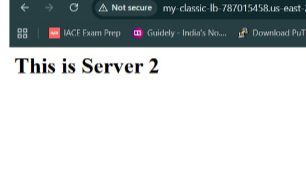 Not secure my-classic-lb-787015458.us-east-
IACE Exam Prep Guidely - India's No.... Download PuT
This is Server 2